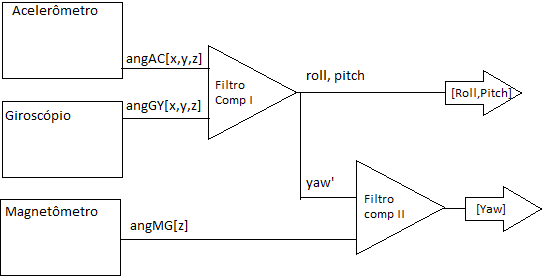 Acelerômetro
angAC[x,y,z]
Filtro
Comp I
roll, pitch
[Roll,Pitch]
angGY[x,y,z]
Giroscópio
yaw'
Filtro
comp II
[Yaw]
Magnetômetro
angMG[z]